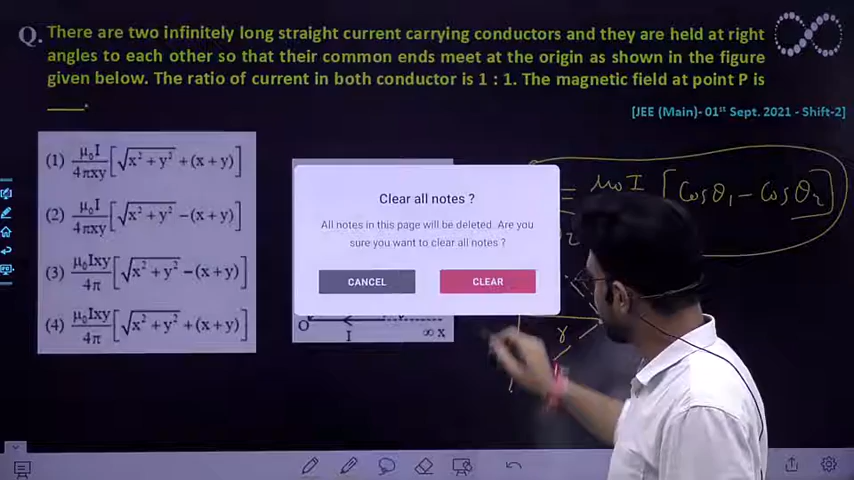 Q. There are two infinitely long straight current carrying conductors and they are held at right
angles to each other so that their common ends meet at the origin as shown in the figure
given below. The ratio of current in both conductor is 1 : 1. The magnetic field at point P is
_____.
[JEE (Main)- 01st Sept. 2021 - Shift-2]
(1) μ₀I/4πxy [√x² + y² + (x + y)]
(2) μ₀I/4πxy [√x² + y² − (x + y)]
(3) μ₀Ixy/4π [√x² + y² − (x + y)]
(4) μ₀Ixy/4π [√x² + y² + (x + y)]
Clear all notes ?
All notes in this page will be deleted. Are you
sure you want to clear all notes ?
CANCEL CLEAR
= μ₀I [Cosθ₁ − Cosθ₂]
r
O I ∞ x